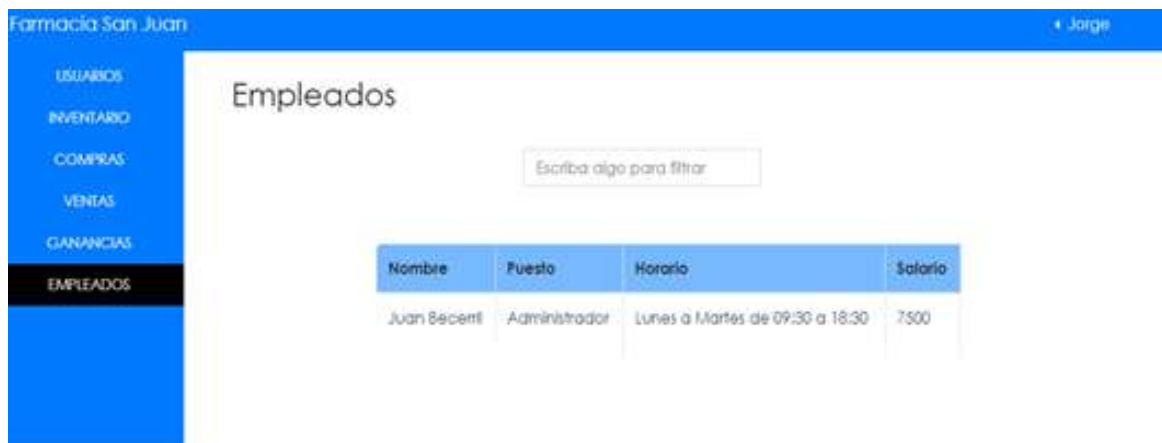 Farmacia San Juan
Jorge
USUARIOS
INVENTARIO
COMPRAS
VENTAS
GANANCIAS
EMPLEADOS
Empleados
Escriba algo para filtrar
Nombre Puesto Horario Salario
Juan Becerril Administrador Lunes a Martes de 09:30 a 18:30 7500